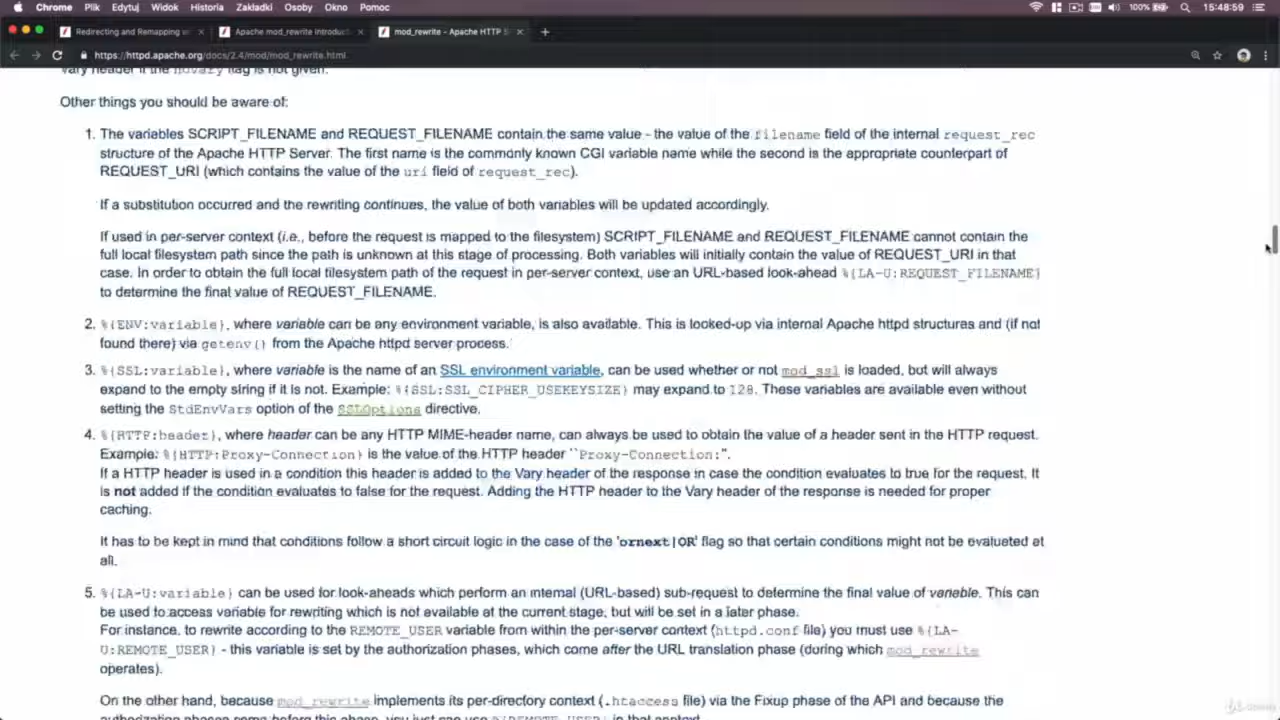 Chrome Plik Edytuj Widok Historia Zakładki Osoby Okno Pomoc 100% 15:48:59
Redirecting and Remapping w × Apache mod_rewrite Introduct × mod_rewrite - Apache HTTP S × +
https://httpd.apache.org/docs/2.4/mod/mod_rewrite.html
Vary header if the novary flag is not given.
Other things you should be aware of:
1. The variables SCRIPT_FILENAME and REQUEST_FILENAME contain the same value - the value of the filename field of the internal request_rec
structure of the Apache HTTP Server. The first name is the commonly known CGI variable name while the second is the appropriate counterpart of
REQUEST_URI (which contains the value of the uri field of request_rec).
If a substitution occurred and the rewriting continues, the value of both variables will be updated accordingly.
If used in per-server context (i.e., before the request is mapped to the filesystem) SCRIPT_FILENAME and REQUEST_FILENAME cannot contain the
full local filesystem path since the path is unknown at this stage of processing. Both variables will initially contain the value of REQUEST_URI in that
case. In order to obtain the full local filesystem path of the request in per-server context, use an URL-based look-ahead %{LA-U:REQUEST_FILENAME}
to determine the final value of REQUEST_FILENAME.
2. %{ENV:variable}, where variable can be any environment variable, is also available. This is looked-up via internal Apache httpd structures and (if not
found there) via getenv() from the Apache httpd server process.
3. %{SSL:variable}, where variable is the name of an SSL environment variable, can be used whether or not mod_ssl is loaded, but will always
expand to the empty string if it is not. Example: %{SSL:SSL_CIPHER_USEKEYSIZE} may expand to 128. These variables are available even without
setting the StdEnvVars option of the SSLOptions directive.
4. %{HTTP:header}, where header can be any HTTP MIME-header name, can always be used to obtain the value of a header sent in the HTTP request.
Example: %{HTTP:Proxy-Connection} is the value of the HTTP header ``Proxy-Connection:''.
If a HTTP header is used in a condition this header is added to the Vary header of the response in case the condition evaluates to true for the request. It
is not added if the condition evaluates to false for the request. Adding the HTTP header to the Vary header of the response is needed for proper
caching.
It has to be kept in mind that conditions follow a short circuit logic in the case of the 'ornext|OR' flag so that certain conditions might not be evaluated at
all.
5. %{LA-U:variable} can be used for look-aheads which perform an internal (URL-based) sub-request to determine the final value of variable. This can
be used to access variable for rewriting which is not available at the current stage, but will be set in a later phase.
For instance, to rewrite according to the REMOTE_USER variable from within the per-server context (httpd.conf file) you must use %{LA-
U:REMOTE_USER} - this variable is set by the authorization phases, which come after the URL translation phase (during which mod_rewrite
operates).
On the other hand, because mod_rewrite implements its per-directory context (.htaccess file) via the Fixup phase of the API and because the
authorization phases come before this phase, you just can use %{REMOTE_USER} in that context.
Udemy